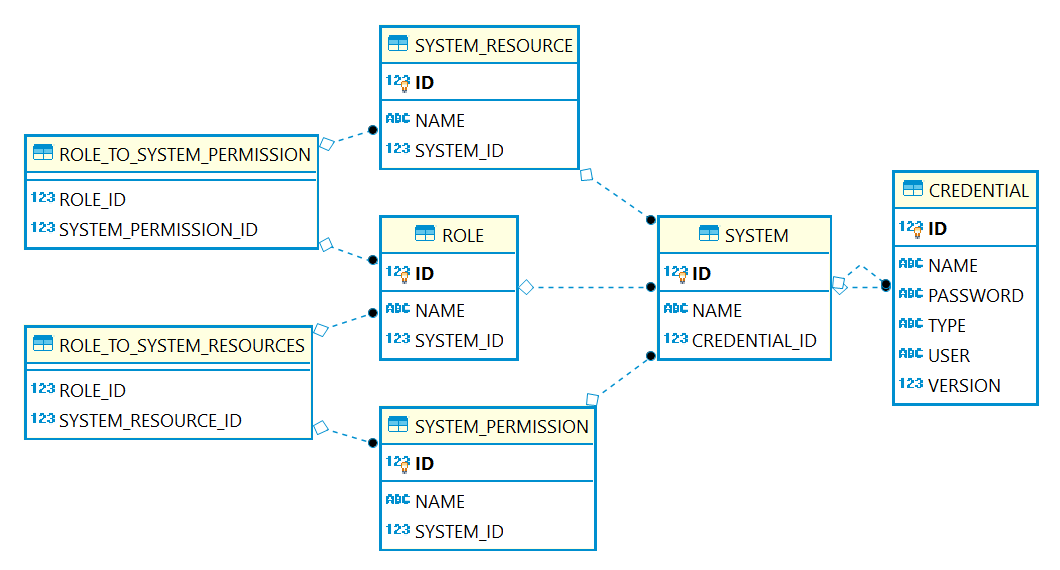 SYSTEM_RESOURCE
123 ID
ABC NAME
123 SYSTEM_ID
ROLE_TO_SYSTEM_PERMISSION
123 ROLE_ID
123 SYSTEM_PERMISSION_ID
ROLE
123 ID
ABC NAME
123 SYSTEM_ID
ROLE_TO_SYSTEM_RESOURCES
123 ROLE_ID
123 SYSTEM_RESOURCE_ID
SYSTEM_PERMISSION
123 ID
ABC NAME
123 SYSTEM_ID
SYSTEM
123 ID
ABC NAME
123 CREDENTIAL_ID
CREDENTIAL
123 ID
ABC NAME
ABC PASSWORD
ABC TYPE
ABC USER
123 VERSION